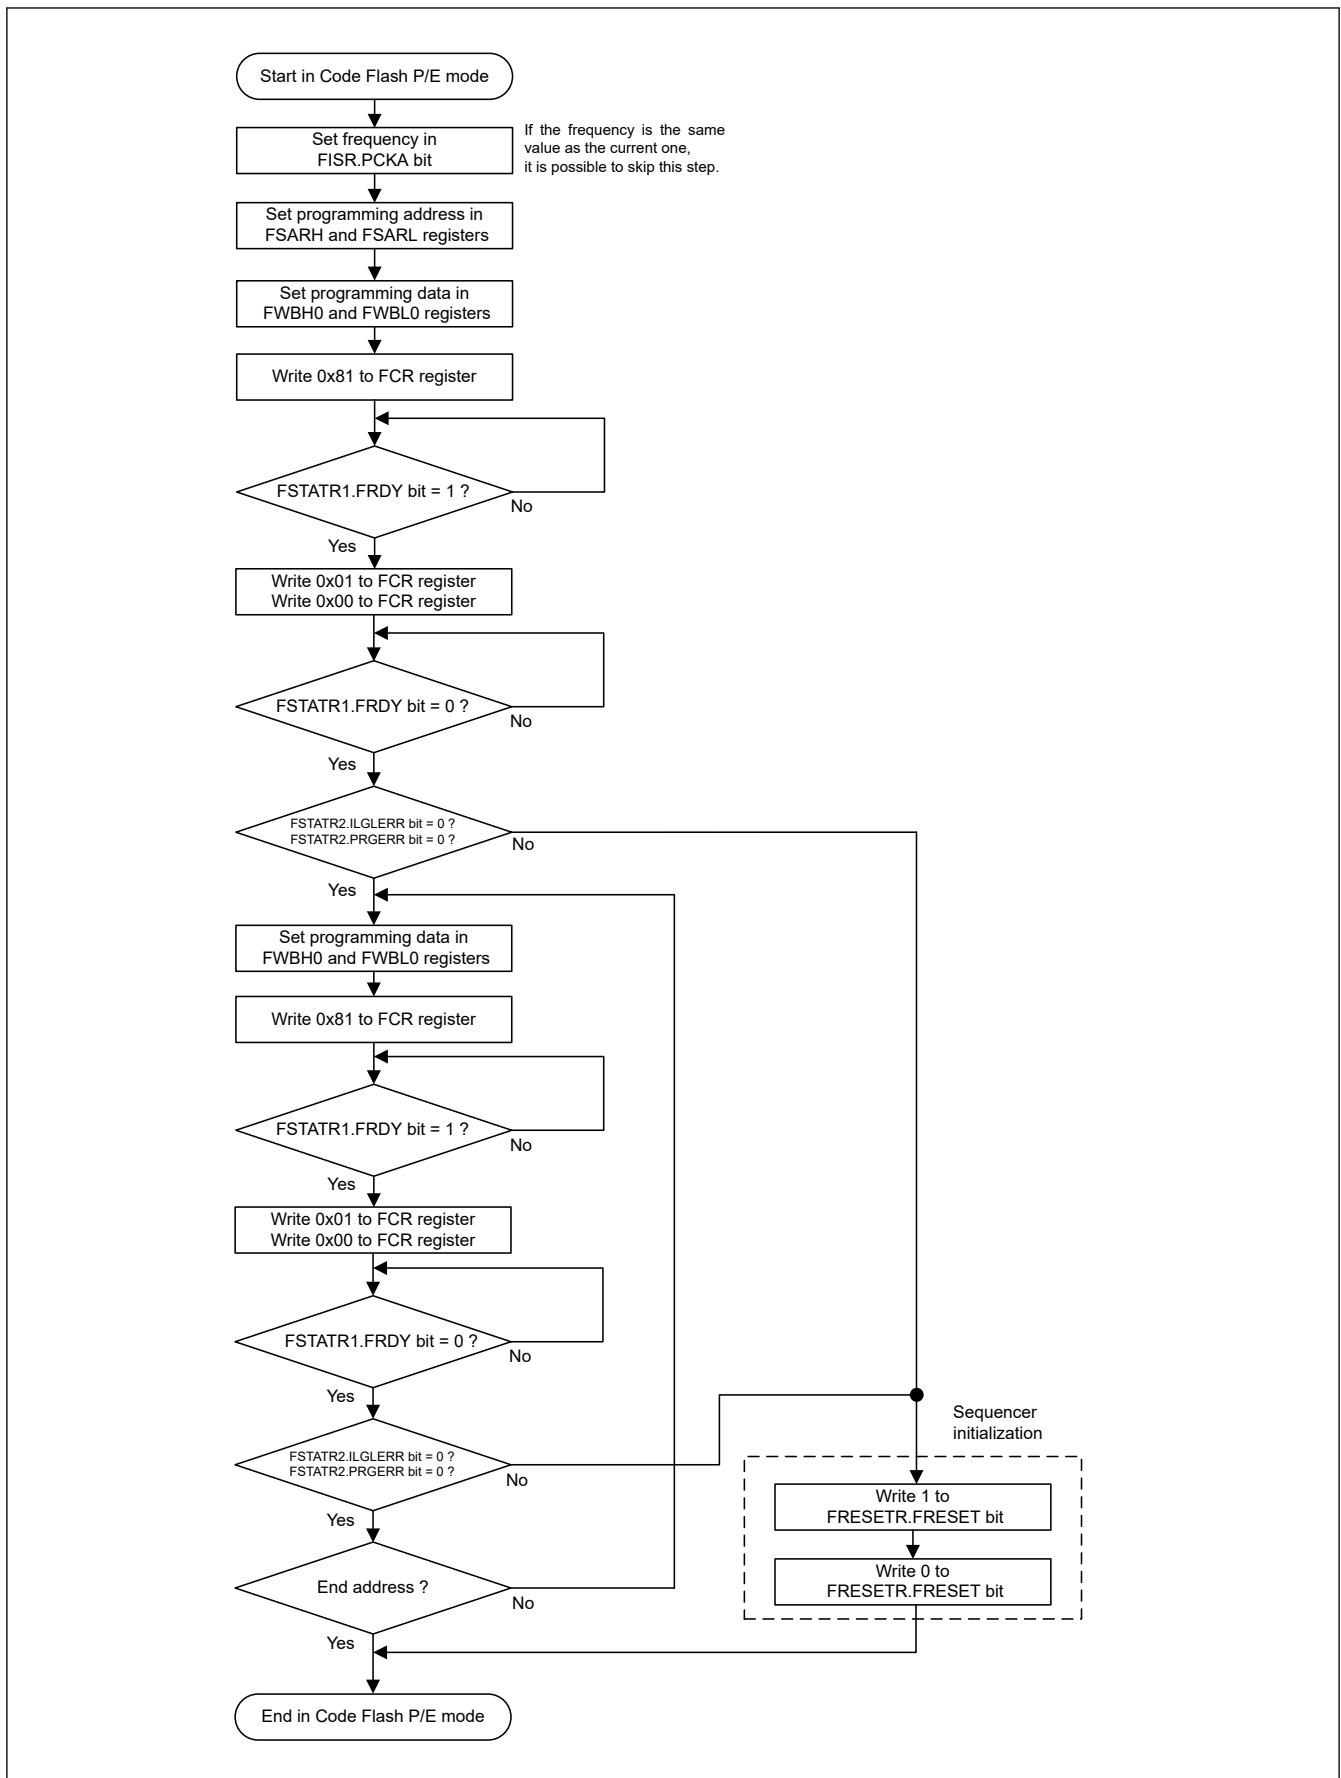 Start in Code Flash P/E mode
Set frequency in
FISR.PCKA bit
If the frequency is the same
value as the current one,
it is possible to skip this step.
Set programming address in
FSARH and FSARL registers
Set programming data in
FWBH0 and FWBL0 registers
Write 0x81 to FCR register
FSTATR1.FRDY bit = 1 ?
No
Yes
Write 0x01 to FCR register
Write 0x00 to FCR register
FSTATR1.FRDY bit = 0 ?
No
Yes
FSTATR2.ILGLERR bit = 0 ?
FSTATR2.PRGERR bit = 0 ?
No
Yes
Set programming data in
FWBH0 and FWBL0 registers
Write 0x81 to FCR register
FSTATR1.FRDY bit = 1 ?
No
Yes
Write 0x01 to FCR register
Write 0x00 to FCR register
FSTATR1.FRDY bit = 0 ?
No
Yes
Sequencer
initialization
FSTATR2.ILGLERR bit = 0 ?
FSTATR2.PRGERR bit = 0 ?
No
Yes
Write 1 to
FRESETR.FRESET bit
Write 0 to
FRESETR.FRESET bit
End address ?
No
Yes
End in Code Flash P/E mode